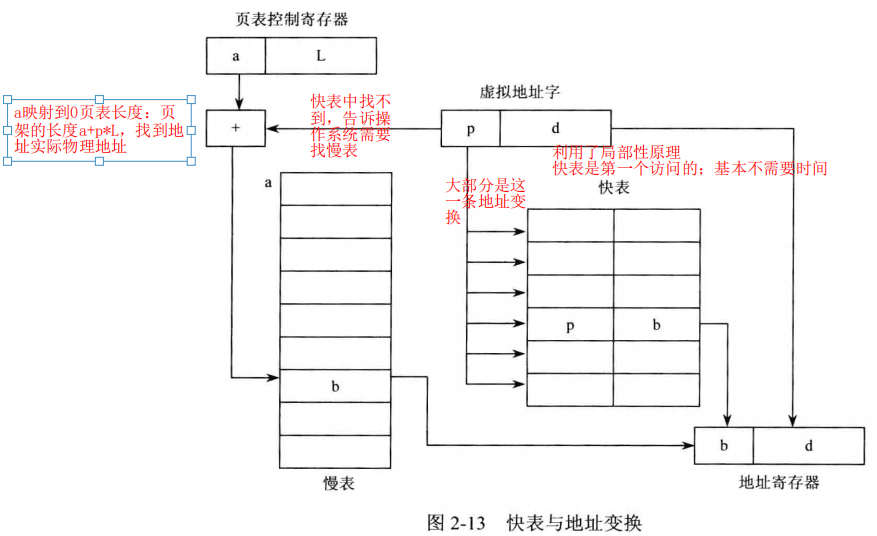 页表控制寄存器
a
L
a映射到0页表长度：页
架的长度a+p*L，找到地
址实际物理地址
+
快表中找不
到，告诉操
作系统需要
找慢表
虚拟地址字
p
d
利用了局部性原理
快表是第一个访问的；基本不需要时间
大部分是这
一条地址变
换
快表
a
p
b
b
慢表
b
d
地址寄存器
图 2-13 快表与地址变换